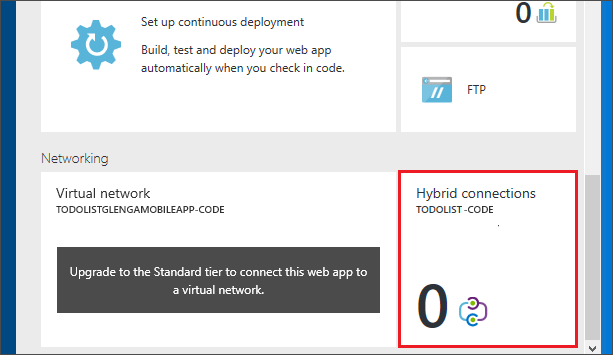 0
Set up continuous deployment
Build, test and deploy your web app
automatically when you check in code.
FTP
Networking
Virtual network
TODOLISTGLENGAMOBILEAPP-CODE
Upgrade to the Standard tier to connect this web app to
a virtual network.
Hybrid connections
TODOLIST-CODE
0